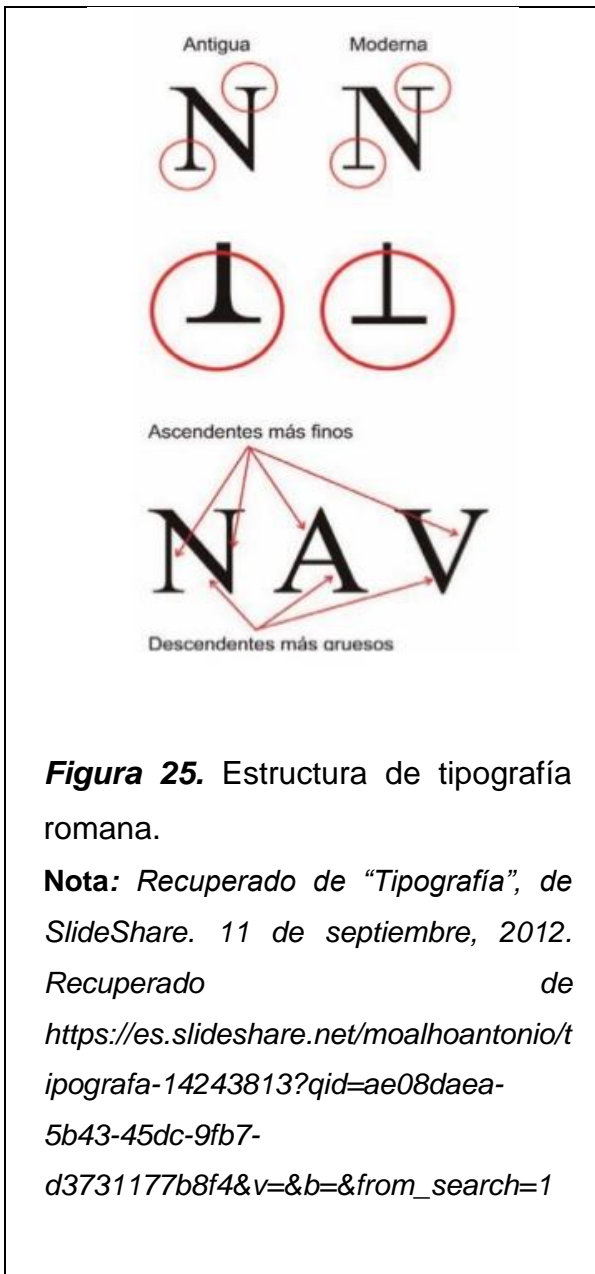 Antigua Moderna
N N
Ascendentes más finos
N A V
Descendentes más gruesos
Figura 25. Estructura de tipografía
romana.
Nota: Recuperado de “Tipografía”, de
SlideShare. 11 de septiembre, 2012.
Recuperado de
https://es.slideshare.net/moalhoantonio/t
ipografa-14243813?qid=ae08daea-
5b43-45dc-9fb7-
d3731177b8f4&v=&b=&from_search=1